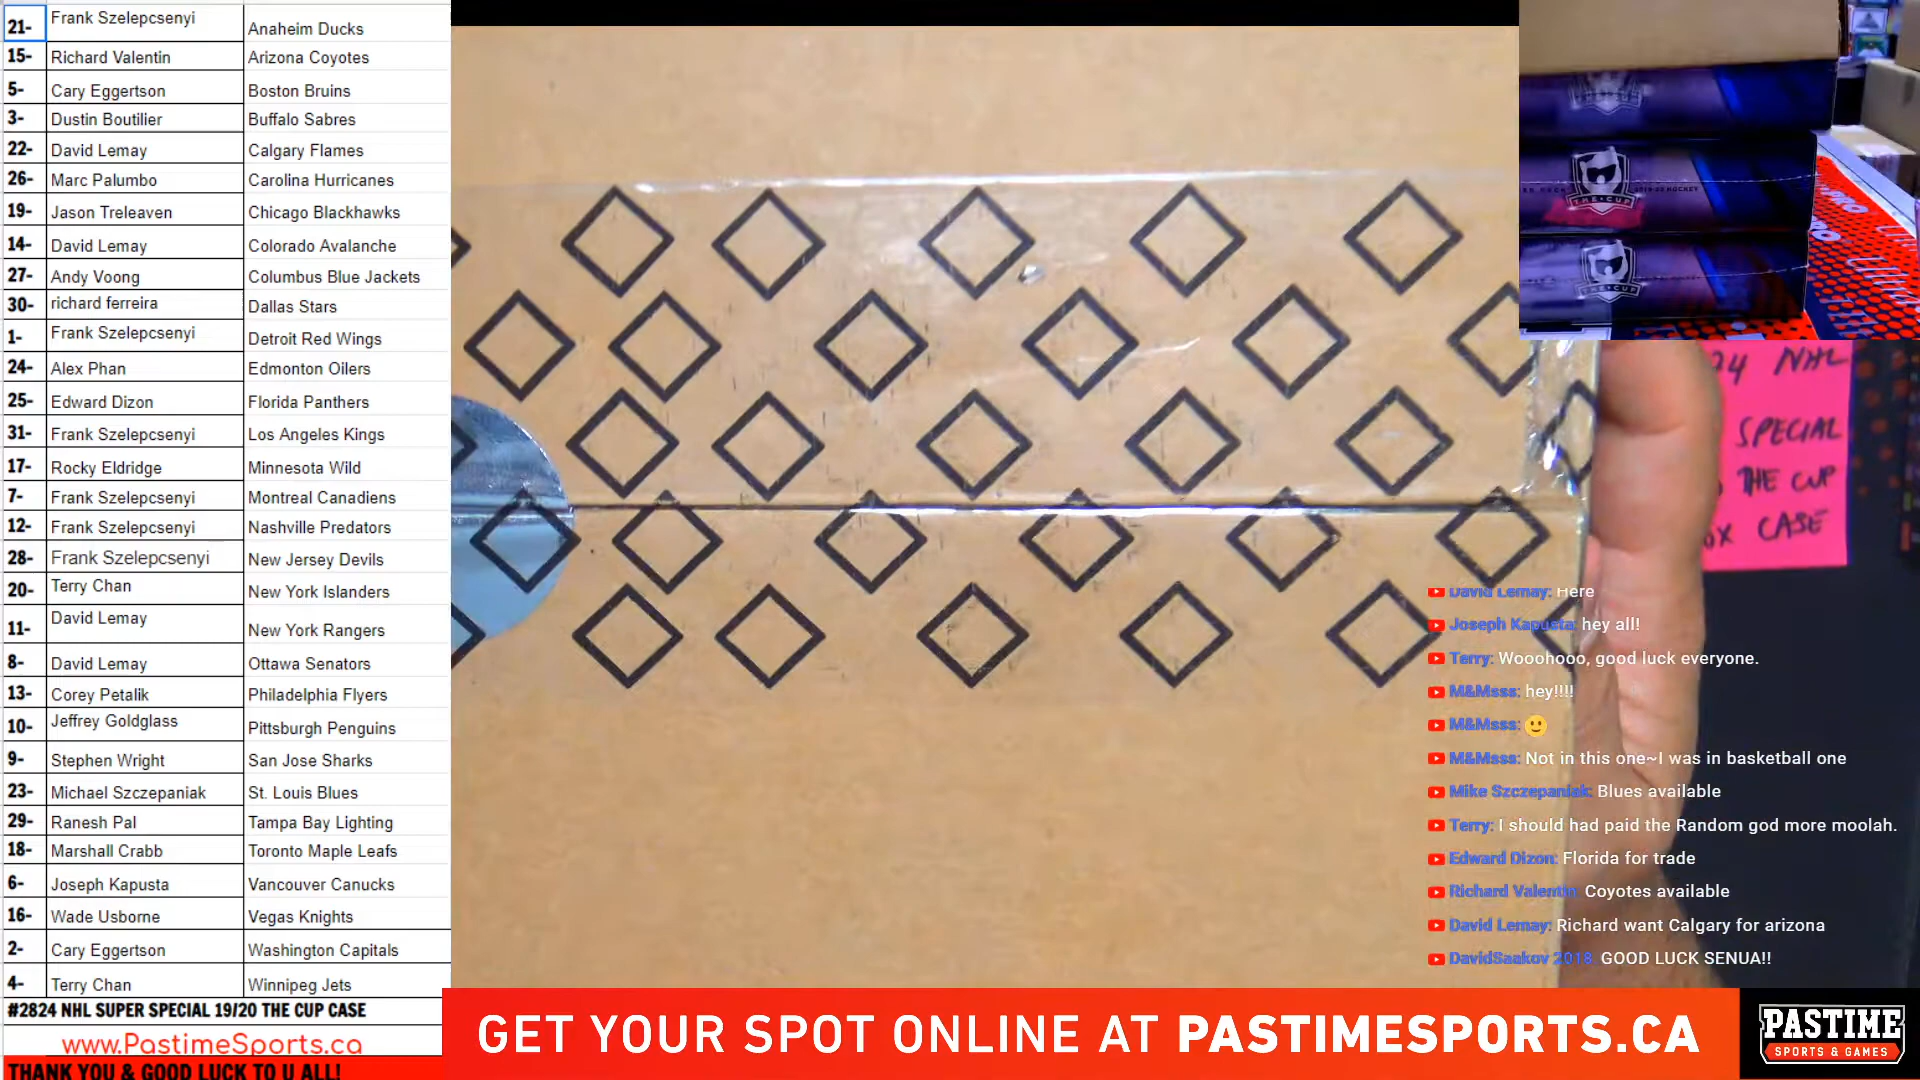 21- Frank Szelepcsenyi Anaheim Ducks
15- Richard Valentin Arizona Coyotes
5- Cary Eggertson Boston Bruins
3- Dustin Boutilier Buffalo Sabres
22- David Lemay Calgary Flames
26- Marc Palumbo Carolina Hurricanes
19- Jason Treleaven Chicago Blackhawks
14- David Lemay Colorado Avalanche
27- Andy Voong Columbus Blue Jackets
30- richard ferreira Dallas Stars
1- Frank Szelepcsenyi Detroit Red Wings
24- Alex Phan Edmonton Oilers
25- Edward Dizon Florida Panthers
31- Frank Szelepcsenyi Los Angeles Kings
17- Rocky Eldridge Minnesota Wild
7- Frank Szelepcsenyi Montreal Canadiens
12- Frank Szelepcsenyi Nashville Predators
28- Frank Szelepcsenyi New Jersey Devils
20- Terry Chan New York Islanders
11- David Lemay New York Rangers
8- David Lemay Ottawa Senators
13- Corey Petalik Philadelphia Flyers
10- Jeffrey Goldglass Pittsburgh Penguins
9- Stephen Wright San Jose Sharks
23- Michael Szczepaniak St. Louis Blues
29- Ranesh Pal Tampa Bay Lighting
18- Marshall Crabb Toronto Maple Leafs
6- Joseph Kapusta Vancouver Canucks
16- Wade Usborne Vegas Knights
2- Cary Eggertson Washington Capitals
4- Terry Chan Winnipeg Jets
#2824 NHL SUPER SPECIAL 19/20 THE CUP CASE
www.PastimeSports.ca
THANK YOU & GOOD LUCK TO U ALL!
THE CUP
THE CUP
24 NHL
SPECIAL
THE CUP
CASE
David Lemay: Here
Joseph Kapusta: hey all!
Terry: Wooohooo, good luck everyone.
M&Msss: hey!!!!
M&Msss: 🙂
M&Msss: Not in this one~I was in basketball one
Mike Szczepaniak: Blues available
Terry: I should had paid the Random god more moolah.
Edward Dizon: Florida for trade
Richard Valentin: Coyotes available
David Lemay: Richard want Calgary for arizona
DavidSaakov 2018: GOOD LUCK SENUA!!
GET YOUR SPOT ONLINE AT PASTIMESPORTS.CA
PASTIME
SPORTS & GAMES